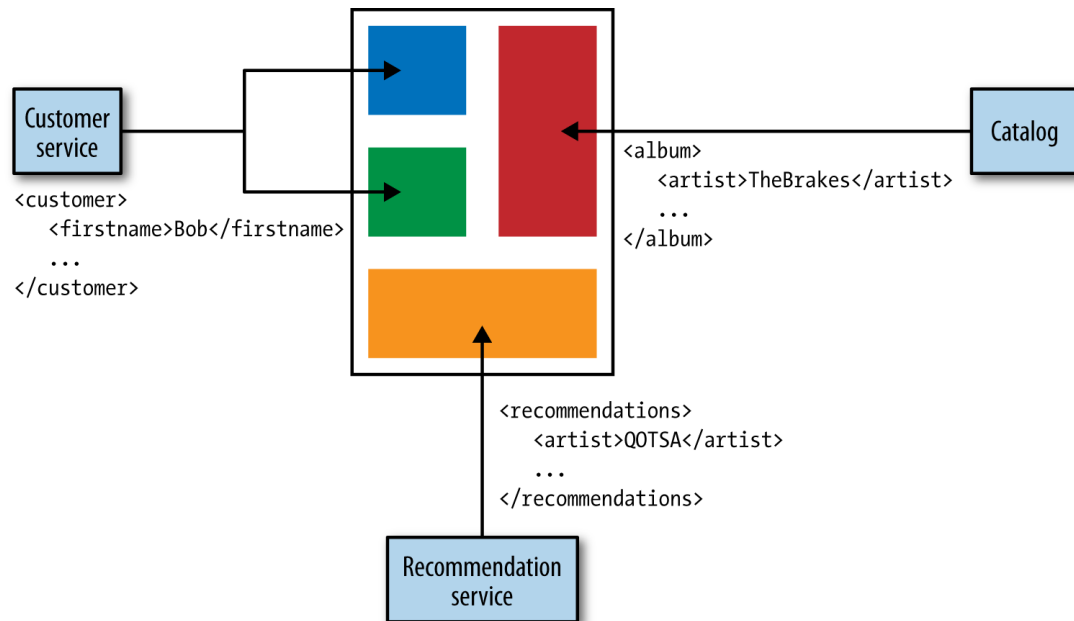 Customer
service
<customer>
<firstname>Bob</firstname>
...
</customer>
Catalog
<album>
<artist>TheBrakes</artist>
...
</album>
<recommendations>
<artist>QOTSA</artist>
...
</recommendations>
Recommendation
service